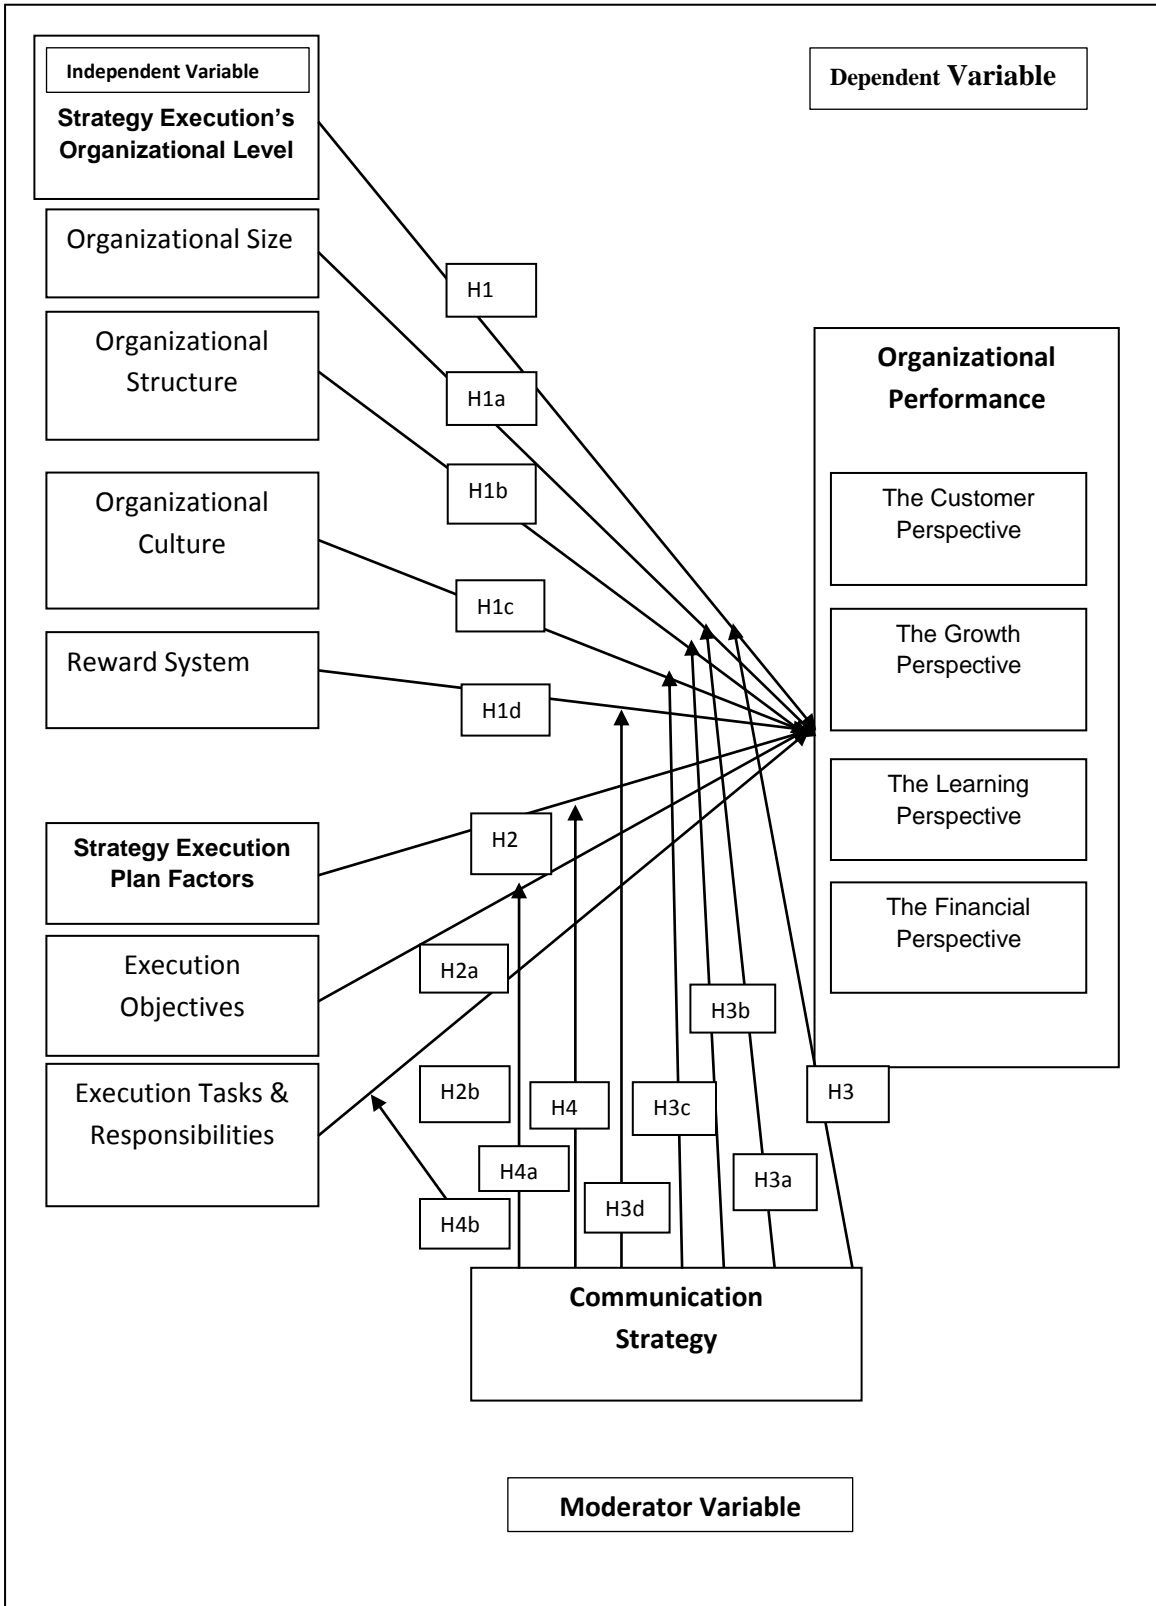 Independent Variable
Strategy Execution’s
Organizational Level
Dependent Variable
Organizational Size
Organizational
Structure
Organizational
Culture
Reward System
Strategy Execution
Plan Factors
Execution
Objectives
Execution Tasks &
Responsibilities
H1
H1a
H1b
H1c
H1d
H2
H2a
H2b
H4b
H4a
H4
H3d
H3c
H3b
H3a
H3
Organizational
Performance
The Customer
Perspective
The Growth
Perspective
The Learning
Perspective
The Financial
Perspective
Communication
Strategy
Moderator Variable